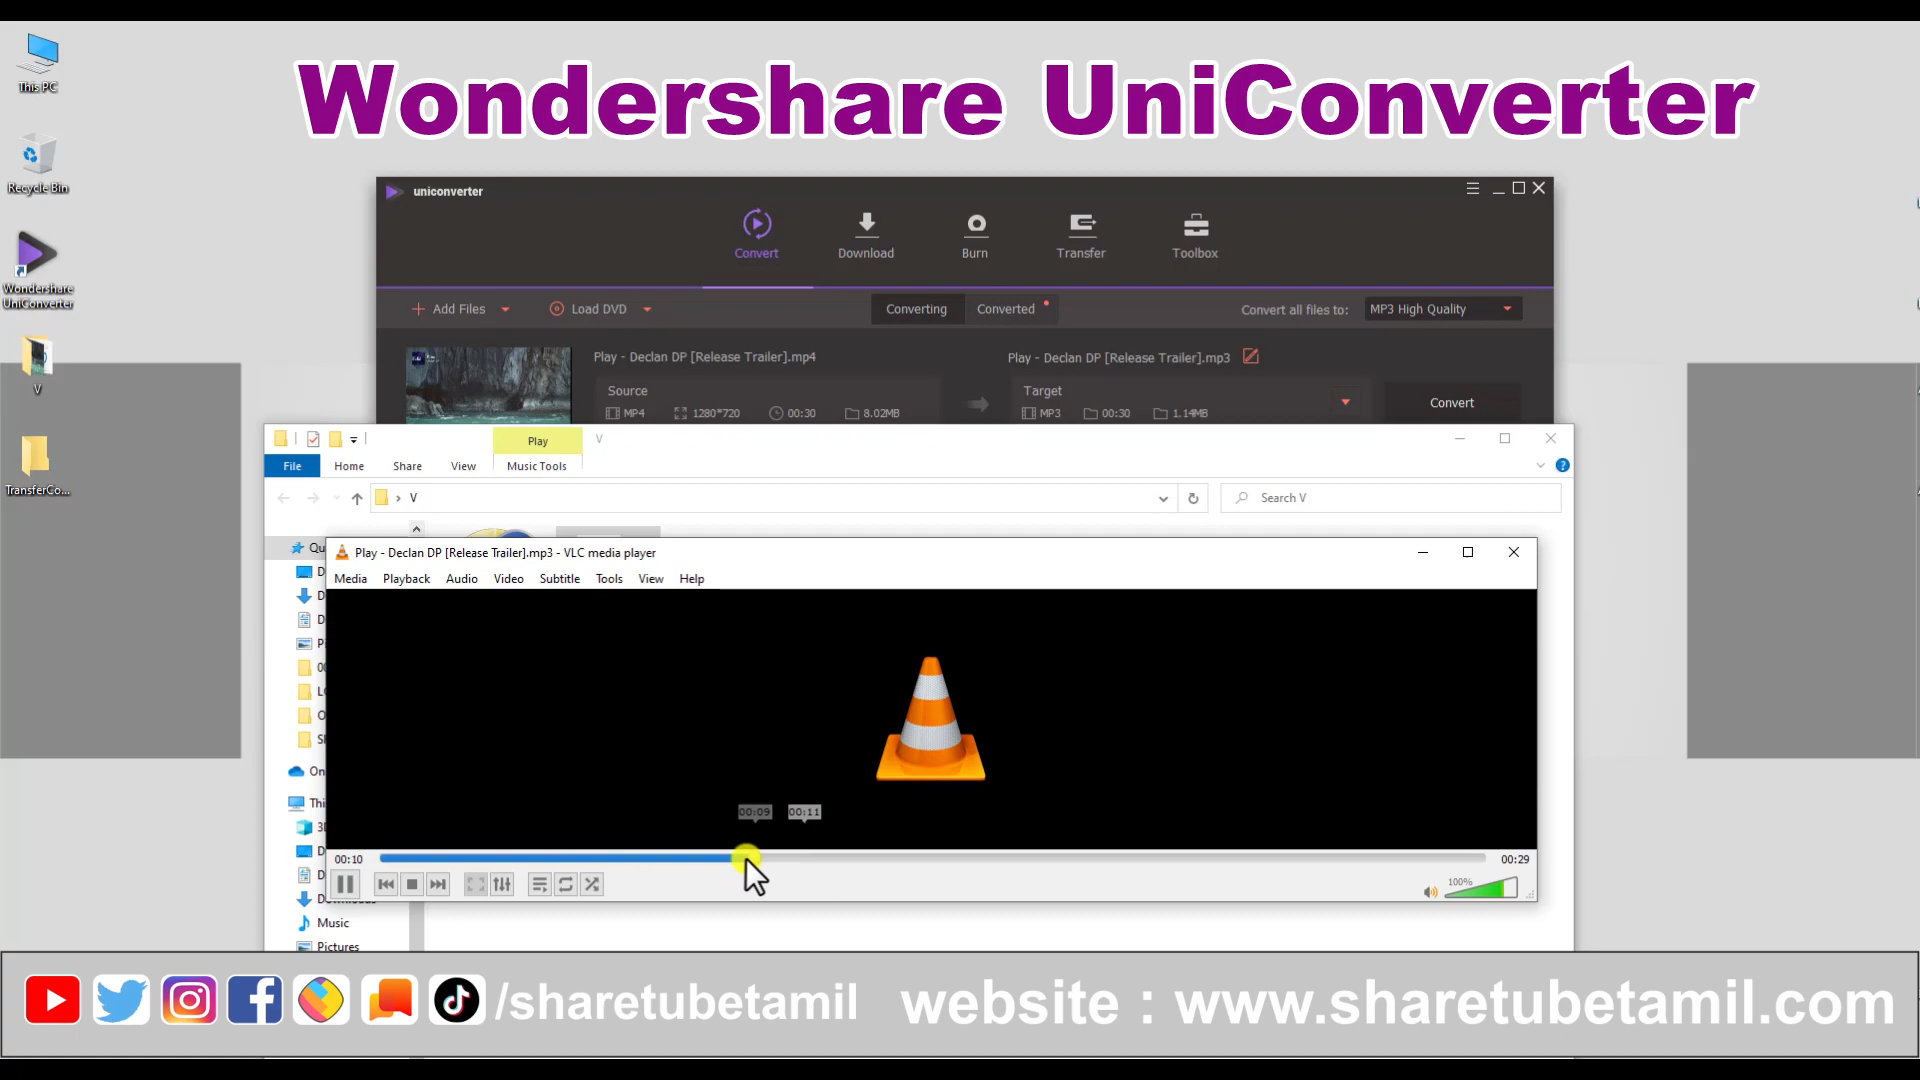 Wondershare UniConverter
This PC
Recycle Bin
Wondershare
UniConverter
V
TransferCo...
uniconverter
Convert
Download
Burn
Transfer
Toolbox
Add Files
Load DVD
Converting
Converted
Convert all files to:
MP3 High Quality
Play - Declan DP [Release Trailer].mp4
Play - Declan DP [Release Trailer].mp3
Source
Target
MP4 1280*720 00:30 8.02MB
MP3 00:30 1.14MB
Convert
Play
V
File Home Share View Music Tools
V
Search V
Play - Declan DP [Release Trailer].mp3 - VLC media player
Media Playback Audio Video Subtitle Tools View Help
00:09 00:11
00:10
00:29
100%
Music
Pictures
/sharetubetamil website : www.sharetubetamil.com